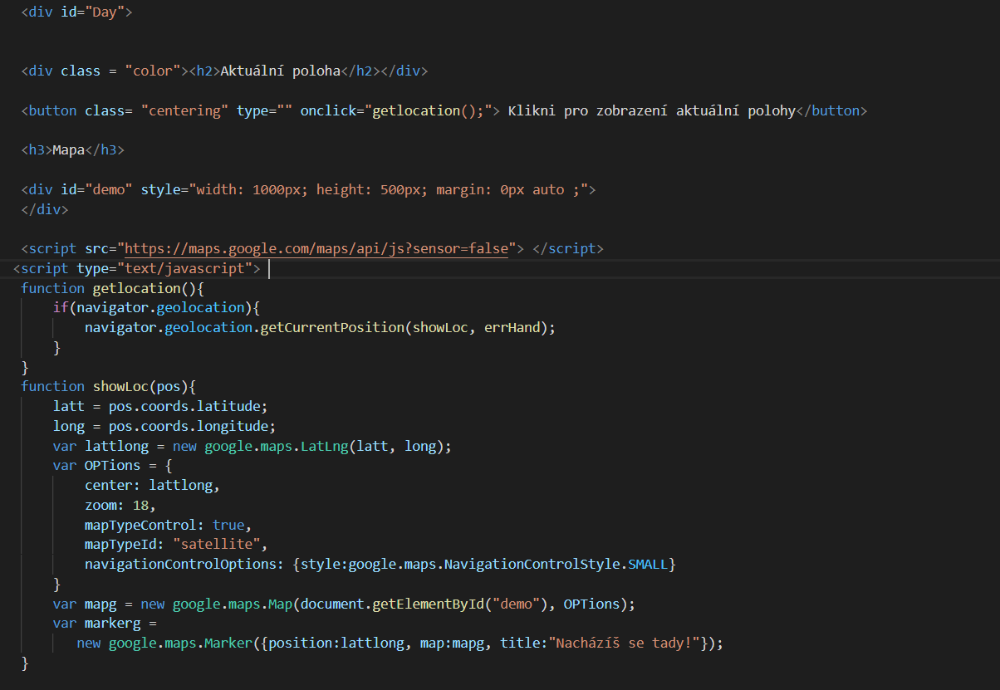 <div id="Day">
<div class = "color"><h2>Aktuální poloha</h2></div>
<button class= "centering" type="" onclick="getlocation();"> Klikni pro zobrazení aktuální polohy</button>
<h3>Mapa</h3>
<div id="demo" style="width: 1000px; height: 500px; margin: 0px auto ;">
</div>
<script src="https://maps.google.com/maps/api/js?sensor=false"> </script>
<script type="text/javascript">
function getlocation(){
    if(navigator.geolocation){
        navigator.geolocation.getCurrentPosition(showLoc, errHand);
    }
}
function showLoc(pos){
    latt = pos.coords.latitude;
    long = pos.coords.longitude;
    var lattlong = new google.maps.LatLng(latt, long);
    var OPTions = {
        center: lattlong,
        zoom: 18,
        mapTypeControl: true,
        mapTypeId: "satellite",
        navigationControlOptions: {style:google.maps.NavigationControlStyle.SMALL}
    }
    var mapg = new google.maps.Map(document.getElementById("demo"), OPTions);
    var markerg =
       new google.maps.Marker({position:lattlong, map:mapg, title:"Nacházíš se tady!"});
}